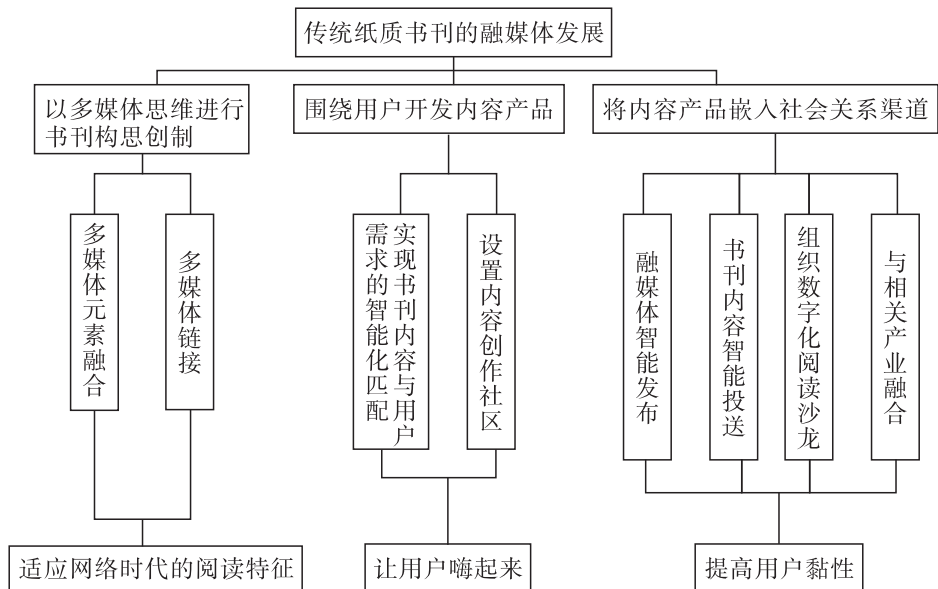 传统纸质书刊的融媒体发展
以多媒体思维进行
书刊构思创制
围绕用户开发内容产品
将内容产品嵌入社会关系渠道
多媒体元素融合
多媒体链接
实现书刊内容与用户
需求的智能化匹配
设置内容创作社区
融媒体智能发布
书刊内容智能投送
组织数字化阅读沙龙
与相关产业融合
适应网络时代的阅读特征
让用户嗨起来
提高用户黏性